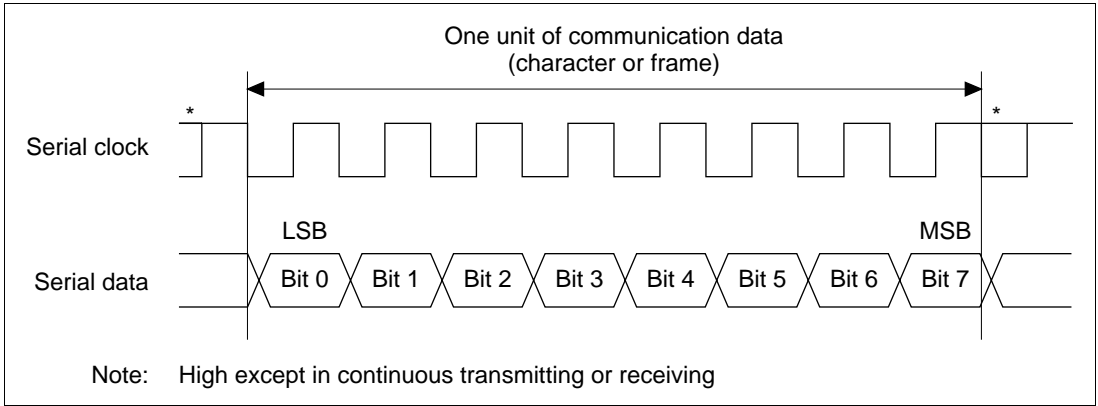 One unit of communication data
(character or frame)
* *
Serial clock
LSB MSB
Serial data Bit 0 Bit 1 Bit 2 Bit 3 Bit 4 Bit 5 Bit 6 Bit 7
Note: High except in continuous transmitting or receiving